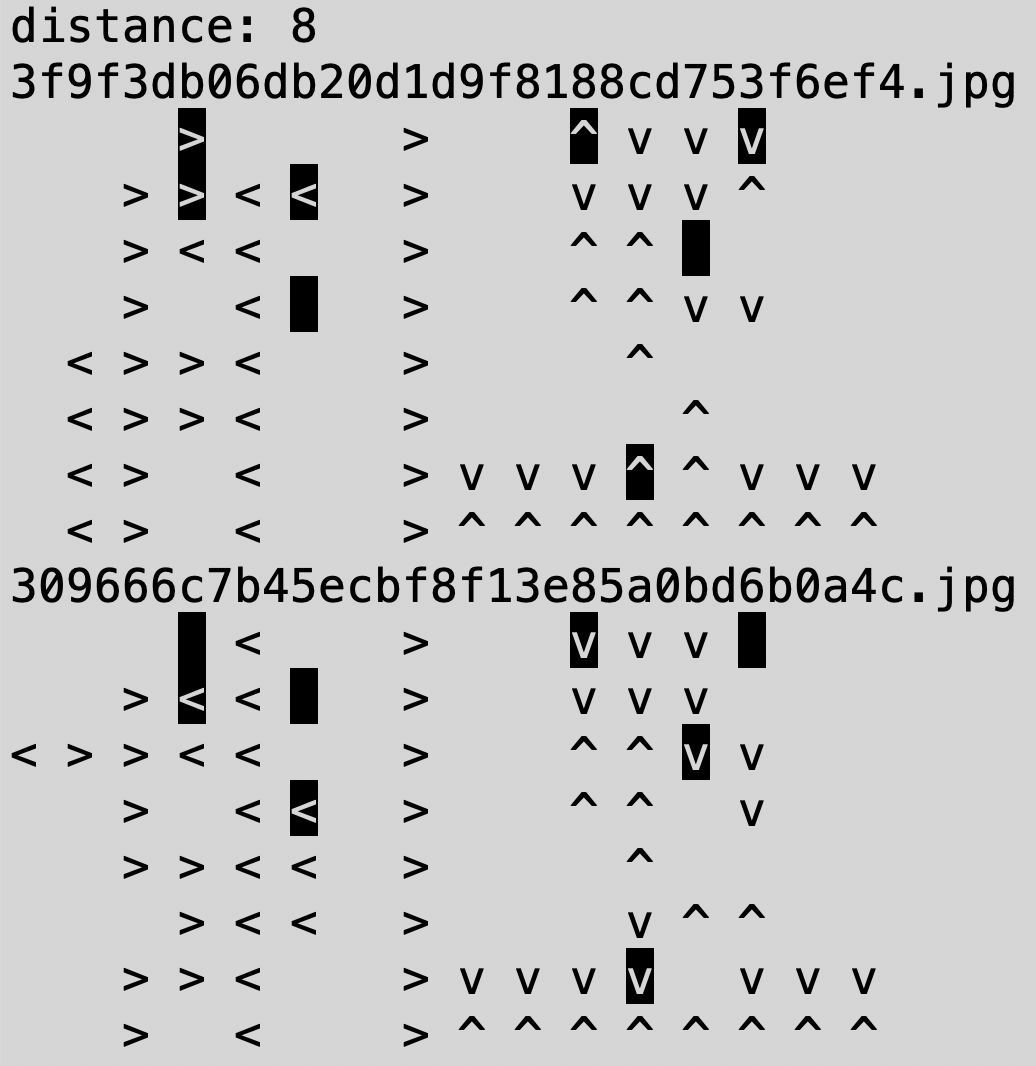 distance: 8
3f9f3db06db20d1d9f8188cd753f6ef4.jpg
      >       >     ^ v v v
    > > < <   >     v v v ^
    > < <     >     ^ ^
    >   <     >     ^ ^ v v
  < > > <     >       ^
  < > > <     >         ^
  < >   <     > v v v ^ ^ v v v
  < >   <     > ^ ^ ^ ^ ^ ^ ^ ^
309666c7b45ecbf8f13e85a0bd6b0a4c.jpg
        <     >     v v v
    > < <     >     v v v
< > > < <     >     ^ ^ v v
    >   < <   >     ^ ^   v
    > > < <   >       ^
      > < <   >       v ^ ^
    > > <     > v v v v   v v v
    >   <     > ^ ^ ^ ^ ^ ^ ^ ^